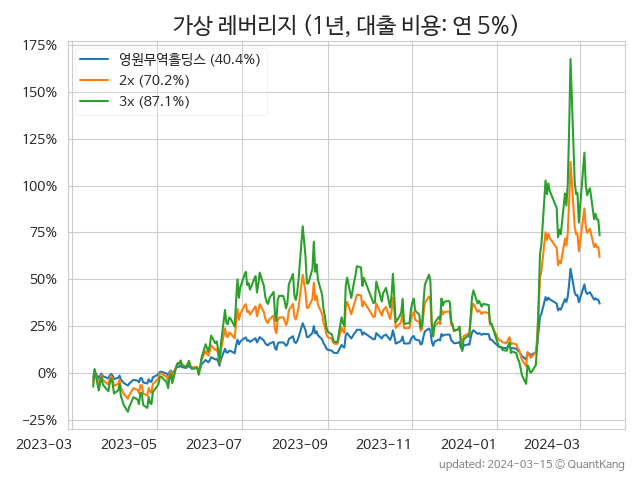 가상 레버리지 (1년, 대출 비용: 연 5%)
175%
150%
125%
100%
75%
50%
25%
0%
−25%
영원무역홀딩스 (40.4%)
2x (70.2%)
3x (87.1%)
2023-03 2023-05 2023-07 2023-09 2023-11 2024-01 2024-03
updated: 2024-03-15 © QuantKang